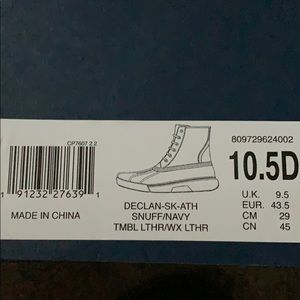 CP7607 2 2
1 91232 27639 1
MADE IN CHINA
DECLAN-SK-ATH
SNUFF/NAVY
TMBL LTHR/WX LTHR
809729624002
10.5D
U.K. 9.5
EUR. 43.5
CM 29
CN 45